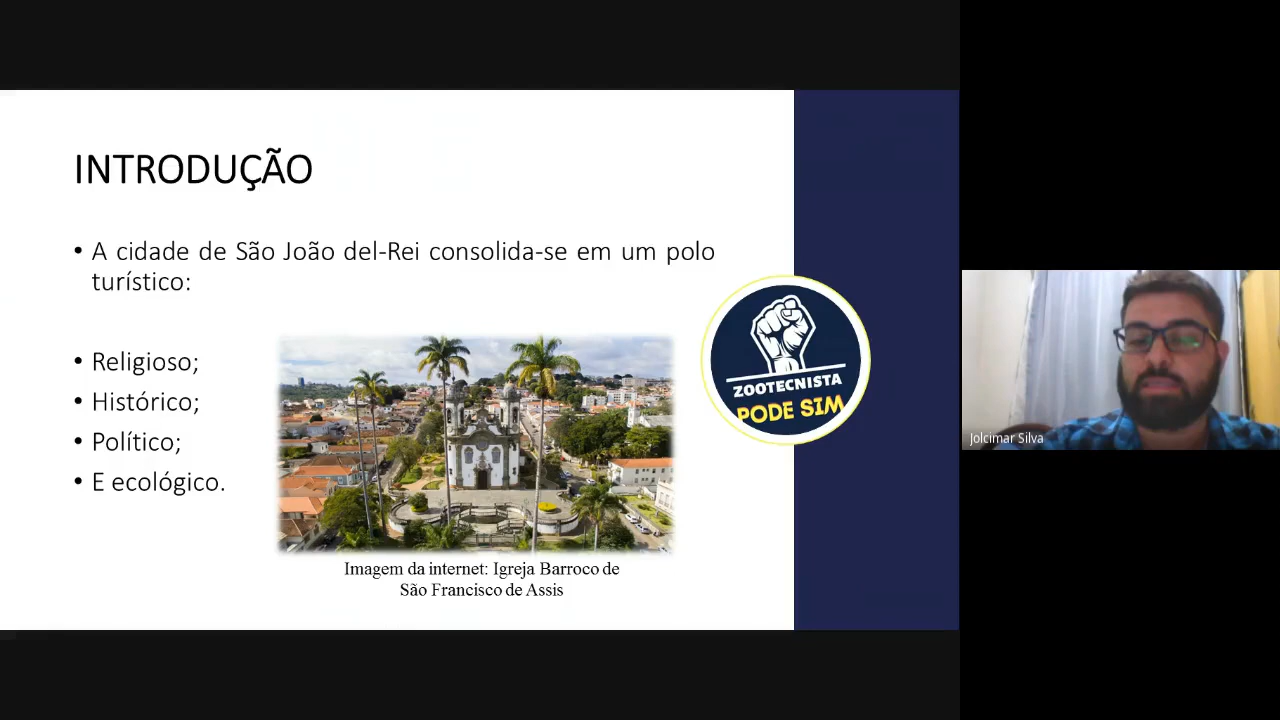 INTRODUÇÃO
• A cidade de São João del-Rei consolida-se em um polo
turístico:
• Religioso;
• Histórico;
• Político;
• E ecológico.
Imagem da internet: Igreja Barroco de
São Francisco de Assis
ZOOTECNISTA
PODE SIM
Jolcimar Silva